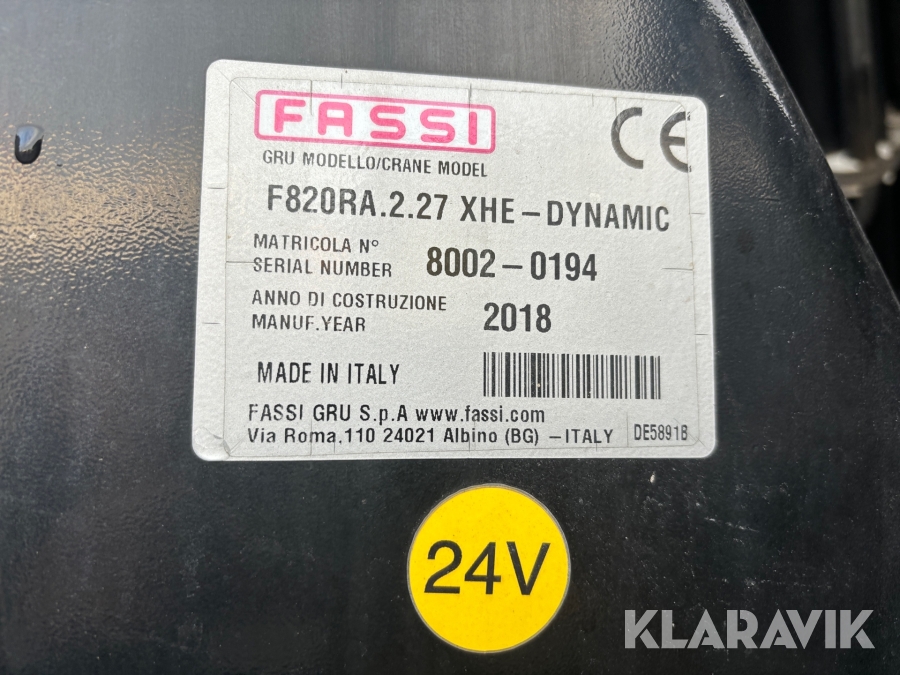 FASSI
CE
GRU MODELLO/CRANE MODEL
F820RA.2.27 XHE-DYNAMIC
MATRICOLA N°
SERIAL NUMBER 8002-0194
ANNO DI COSTRUZIONE
MANUF.YEAR 2018
MADE IN ITALY
FASSI GRU S.p.A www.fassi.com
Via Roma,110 24021 Albino (BG) -ITALY DE5891B
24V
KLARAVIK